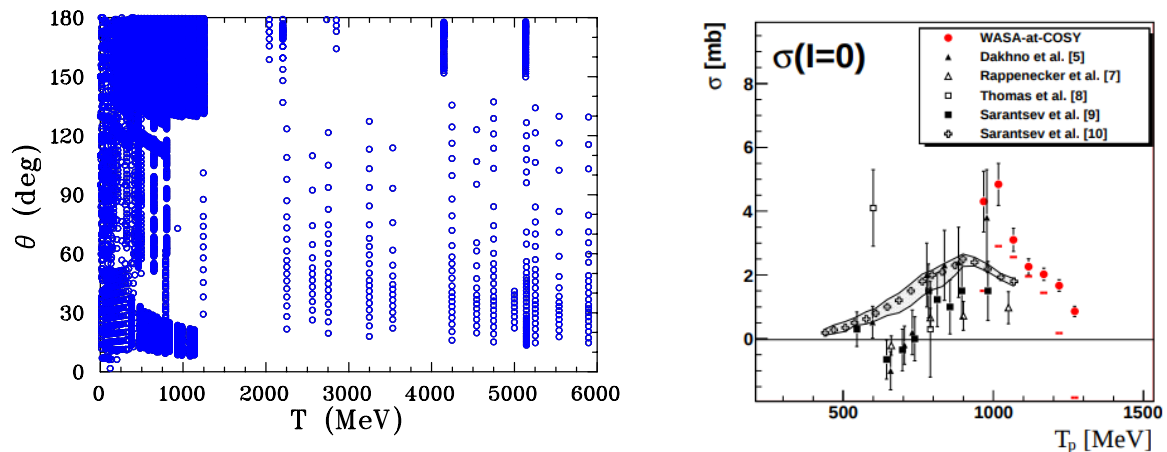 180
150
120
90
60
30
0
θ (deg)
0 1000 2000 3000 4000 5000 6000
T (MeV)
σ [mb]
σ(I=0)
WASA-at-COSY
Dakhno et al. [5]
Rappenecker et al. [7]
Thomas et al. [8]
Sarantsev et al. [9]
Sarantsev et al. [10]
8
6
4
2
0
500 1000 1500
Tp [MeV]